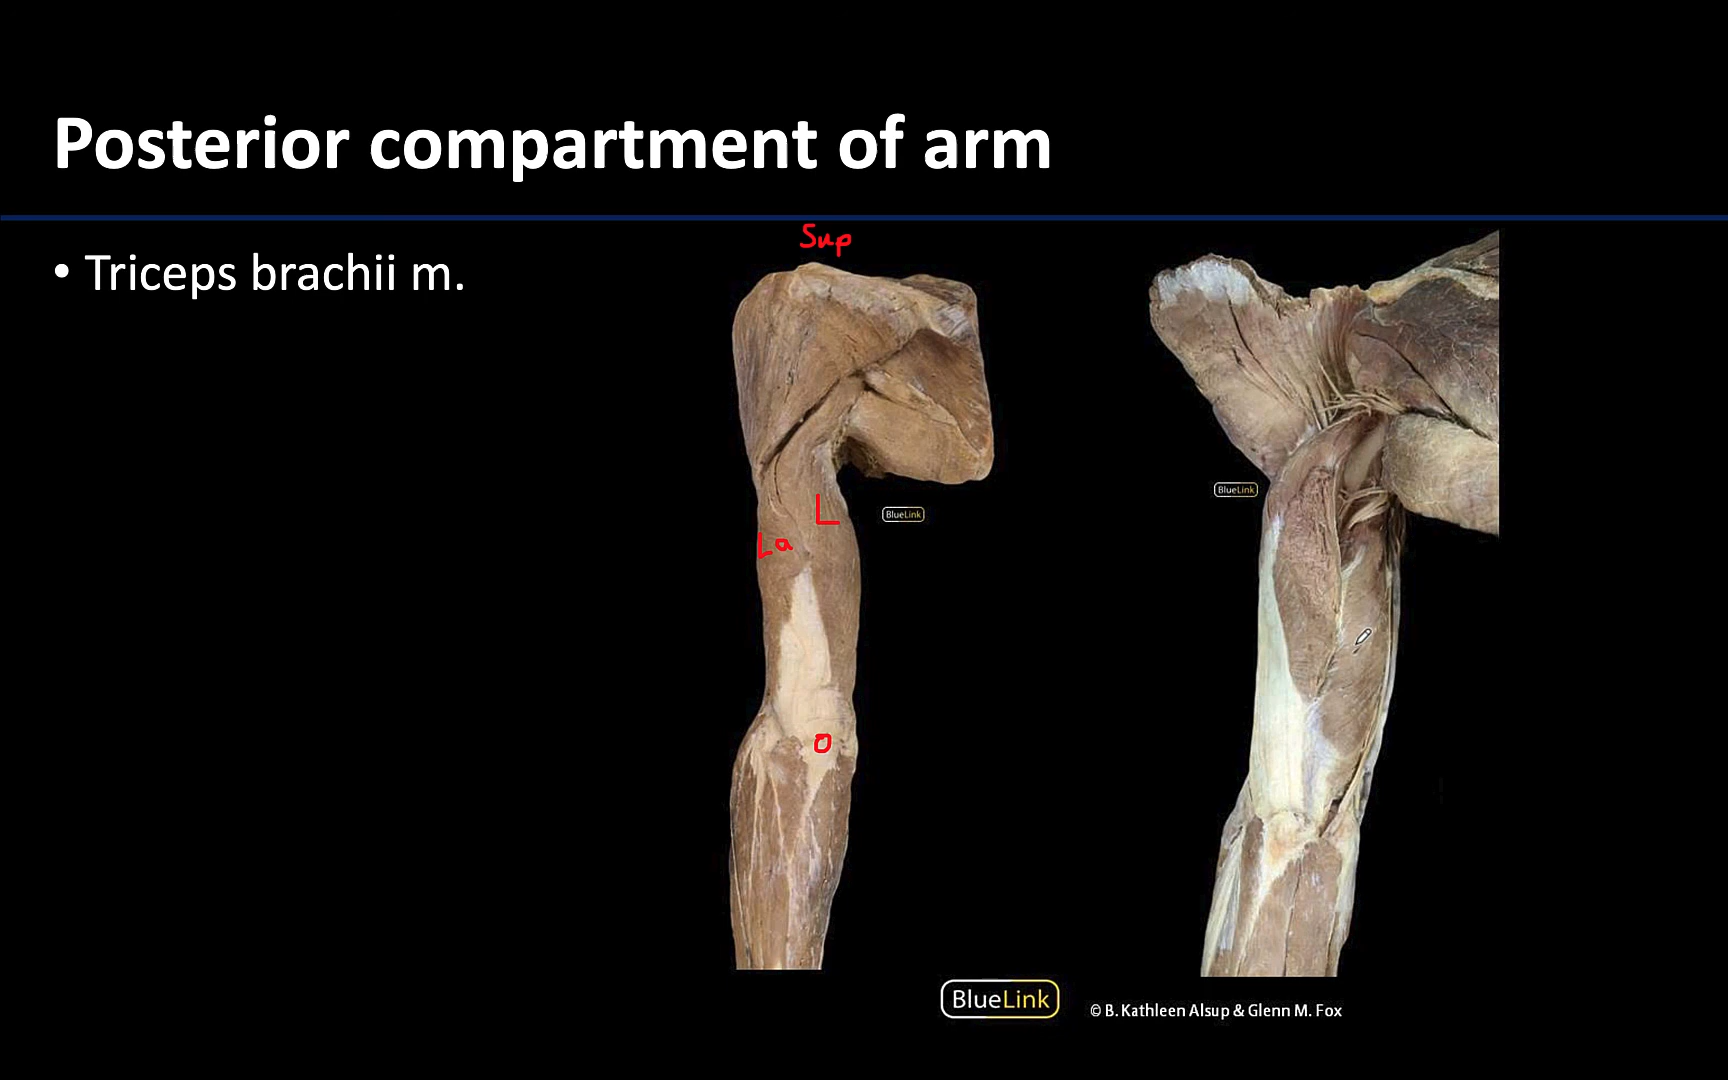 Posterior compartment of arm
• Triceps brachii m.
Sup
L
La
O
BlueLink
BlueLink
BlueLink
© B. Kathleen Alsup & Glenn M. Fox